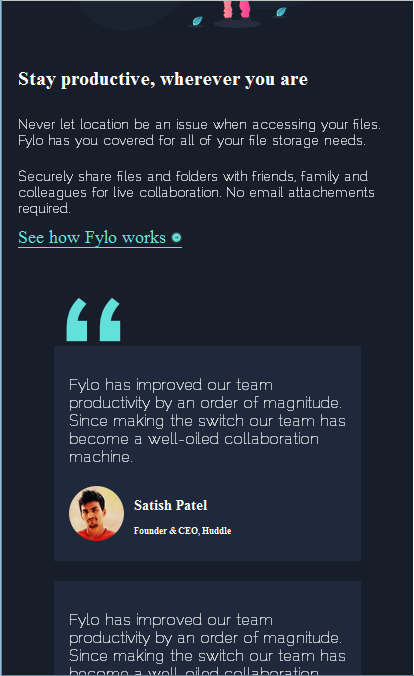 Stay productive, wherever you are
Never let location be an issue when accessing your files.
Fylo has you covered for all of your file storage needs.
Securely share files and folders with friends, family and
colleagues for live collaboration. No email attachements
required.
See how Fylo works
Fylo has improved our team
productivity by an order of magnitude.
Since making the switch our team has
become a well-oiled collaboration
machine.
Satish Patel
Founder & CEO, Huddle
Fylo has improved our team
productivity by an order of magnitude.
Since making the switch our team has
become a well-oiled collaboration